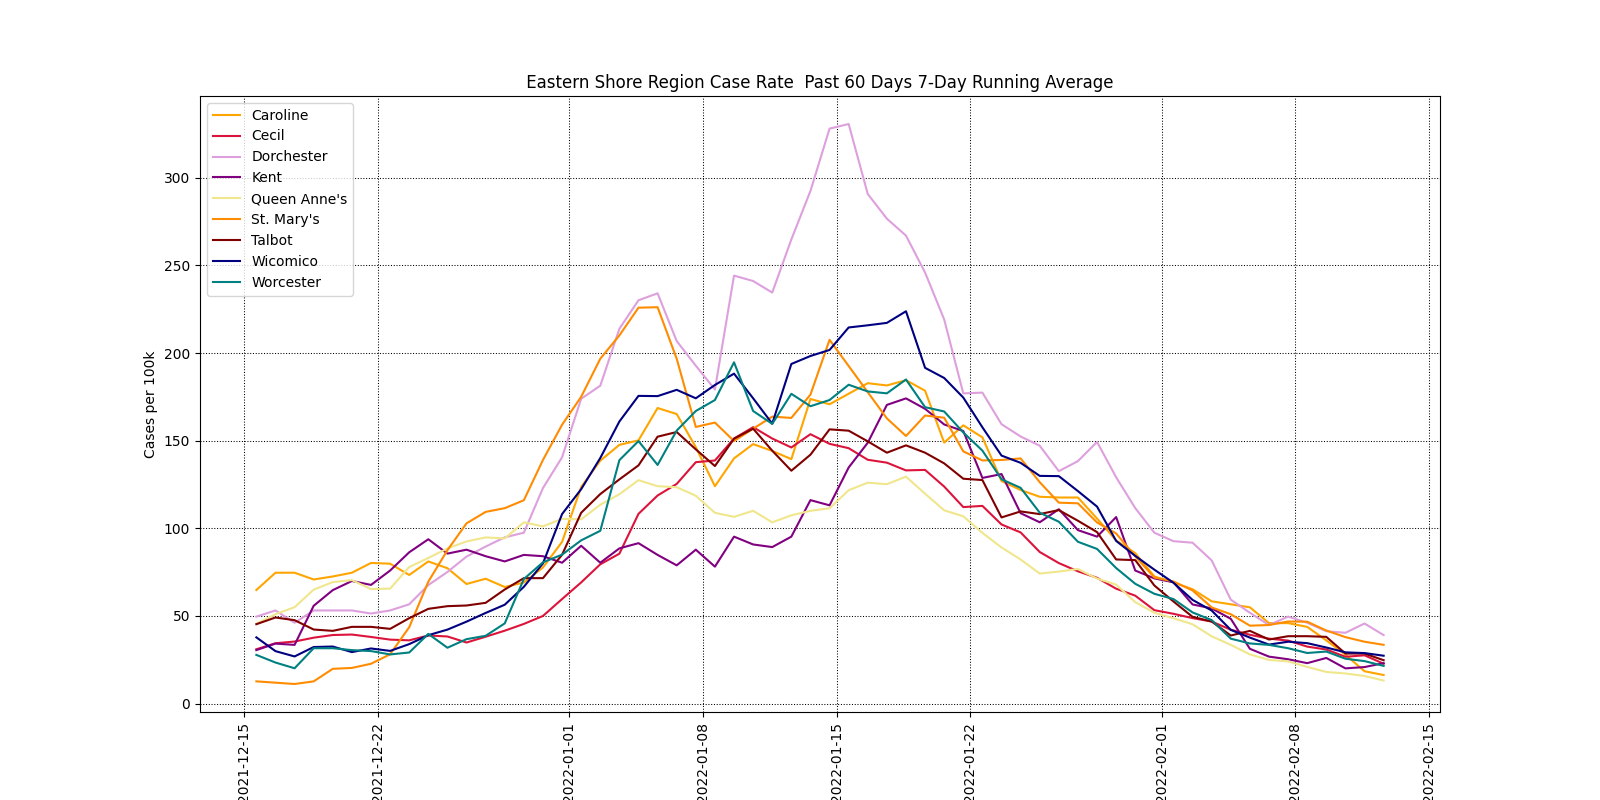 Eastern Shore Region Case Rate  Past 60 Days 7-Day Running Average
Caroline
Cecil
Dorchester
Kent
Queen Anne's
St. Mary's
Talbot
Wicomico
Worcester
Cases per 100k
300
250
200
150
100
50
0
2021-12-15
2021-12-22
2022-01-01
2022-01-08
2022-01-15
2022-01-22
2022-02-01
2022-02-08
2022-02-15